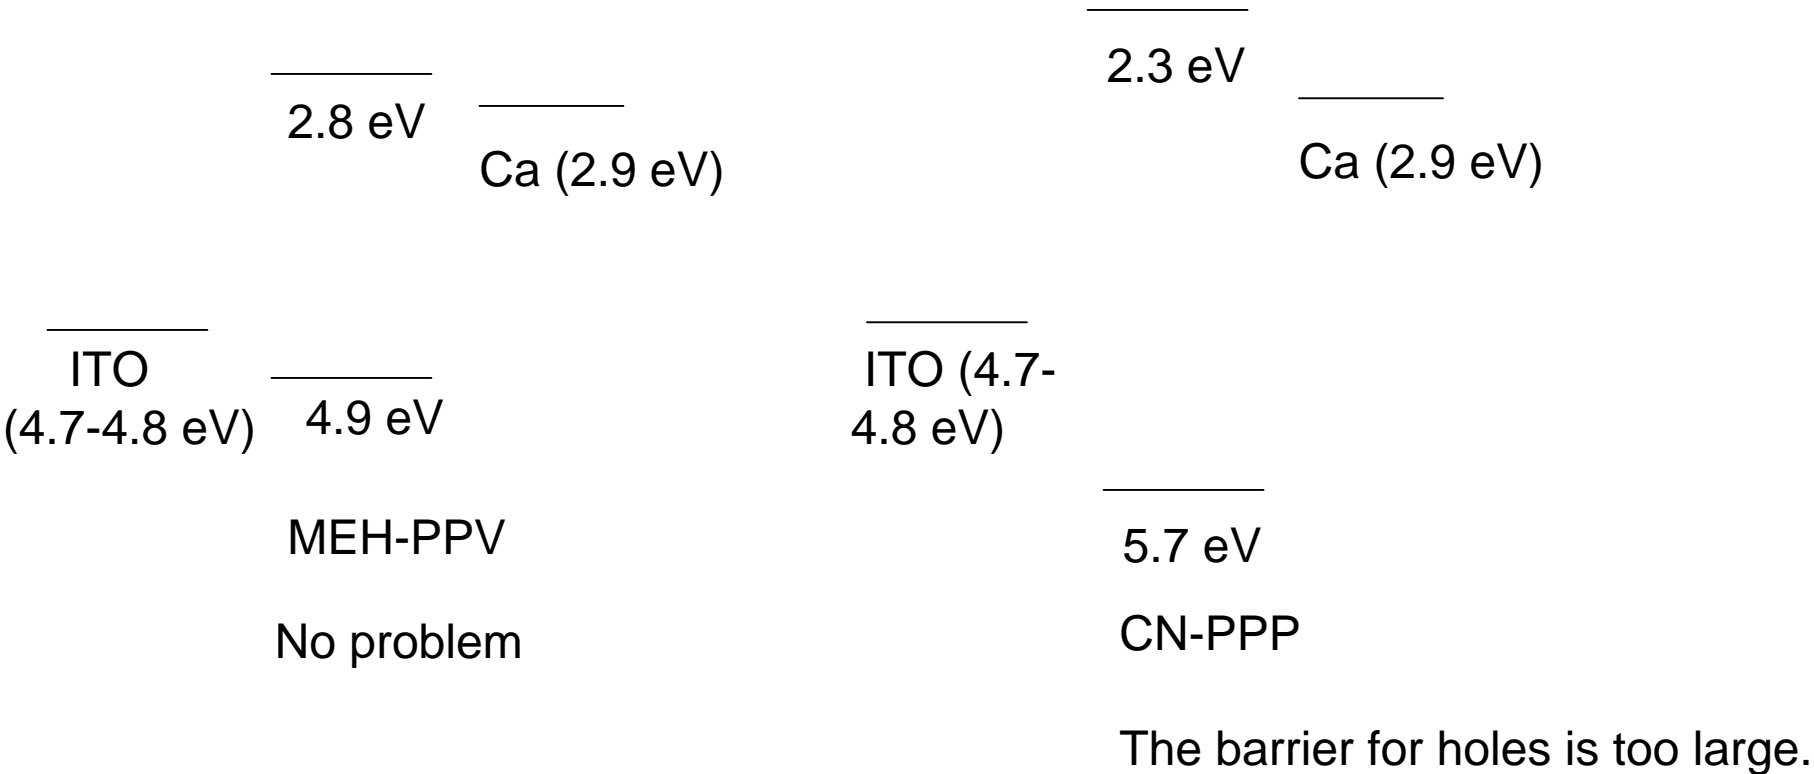 2.8 eV
Ca (2.9 eV)
ITO
(4.7-4.8 eV)
4.9 eV
MEH-PPV
No problem
2.3 eV
Ca (2.9 eV)
ITO (4.7-
4.8 eV)
5.7 eV
CN-PPP
The barrier for holes is too large.